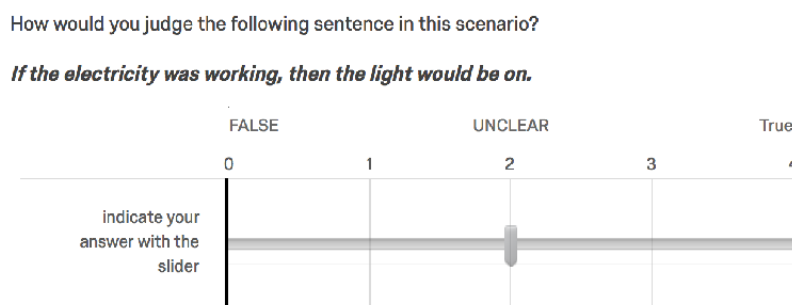 How would you judge the following sentence in this scenario?
If the electricity was working, then the light would be on.
FALSE UNCLEAR True
0 1 2 3
indicate your
answer with the
slider